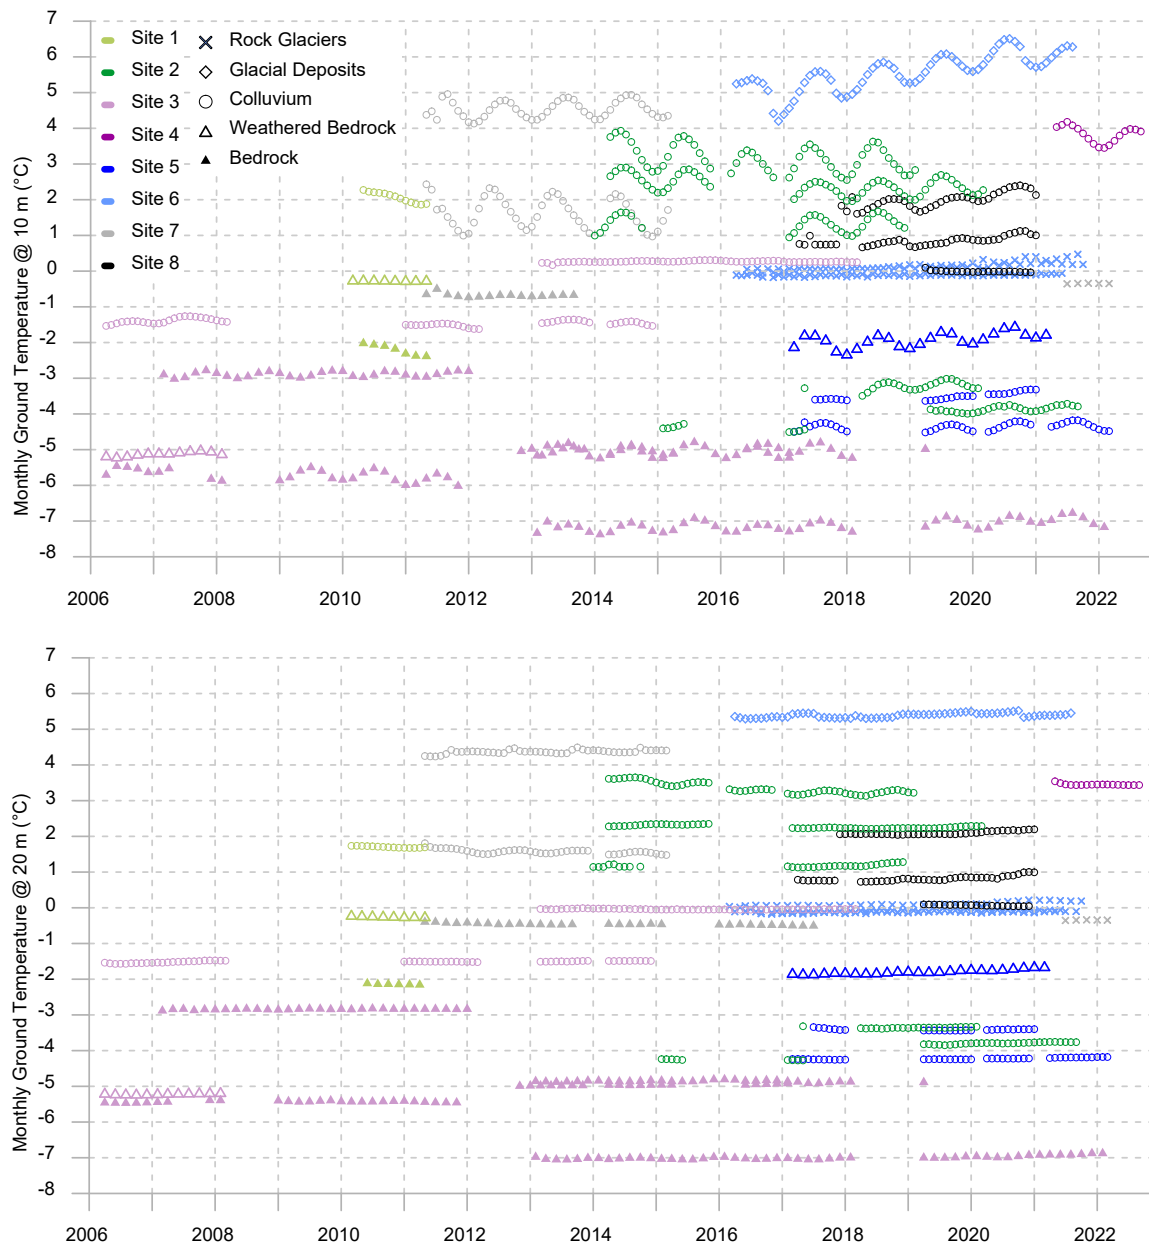 7
6
5
4
3
2
1
0
-1
-2
-3
-4
-5
-6
-7
-8
Monthly Ground Temperature @ 10 m (°C)
Site 1
Site 2
Site 3
Site 4
Site 5
Site 6
Site 7
Site 8
Rock Glaciers
Glacial Deposits
Colluvium
Weathered Bedrock
Bedrock
2006 2008 2010 2012 2014 2016 2018 2020 2022
7
6
5
4
3
2
1
0
-1
-2
-3
-4
-5
-6
-7
-8
Monthly Ground Temperature @ 20 m (°C)
2006 2008 2010 2012 2014 2016 2018 2020 2022